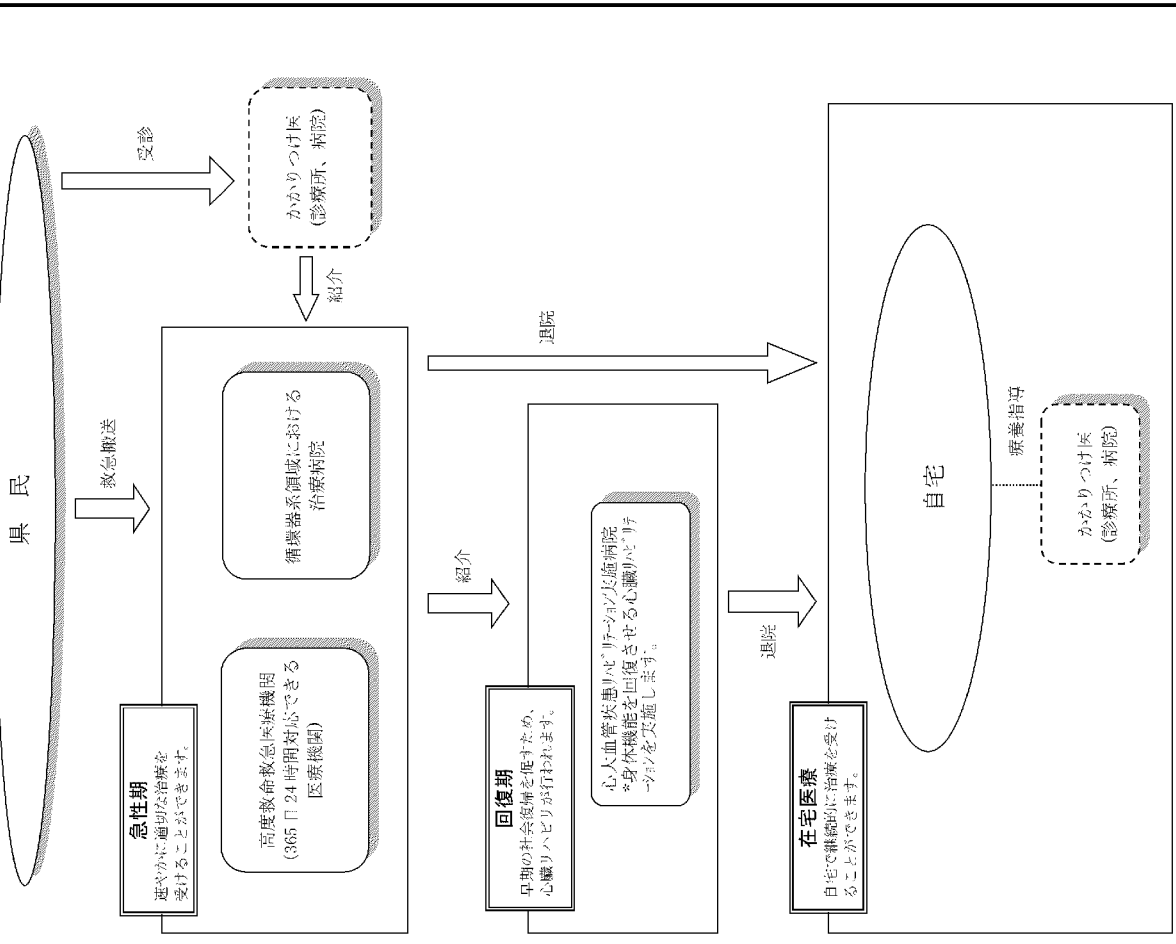 県　民
救急搬送
受診
かかりつけ医
(診療所、病院)
紹介
急性期
速やかに適切な治療を
受けることができます。
高度救命救急医療機関
(365日24時間対応できる
医療機関)
循環器系領域における
治療病院
紹介
退院
回復期
早期の社会復帰を促すため、
心臓リハビリが行われます。
心大血管疾患リハビリテーション実施病院
*身体機能を回復させる心臓リハビリテ
ーションを実施します。
退院
在宅医療
自宅で継続的に治療を受け
ることができます。
自宅
療養指導
かかりつけ医
(診療所、病院)